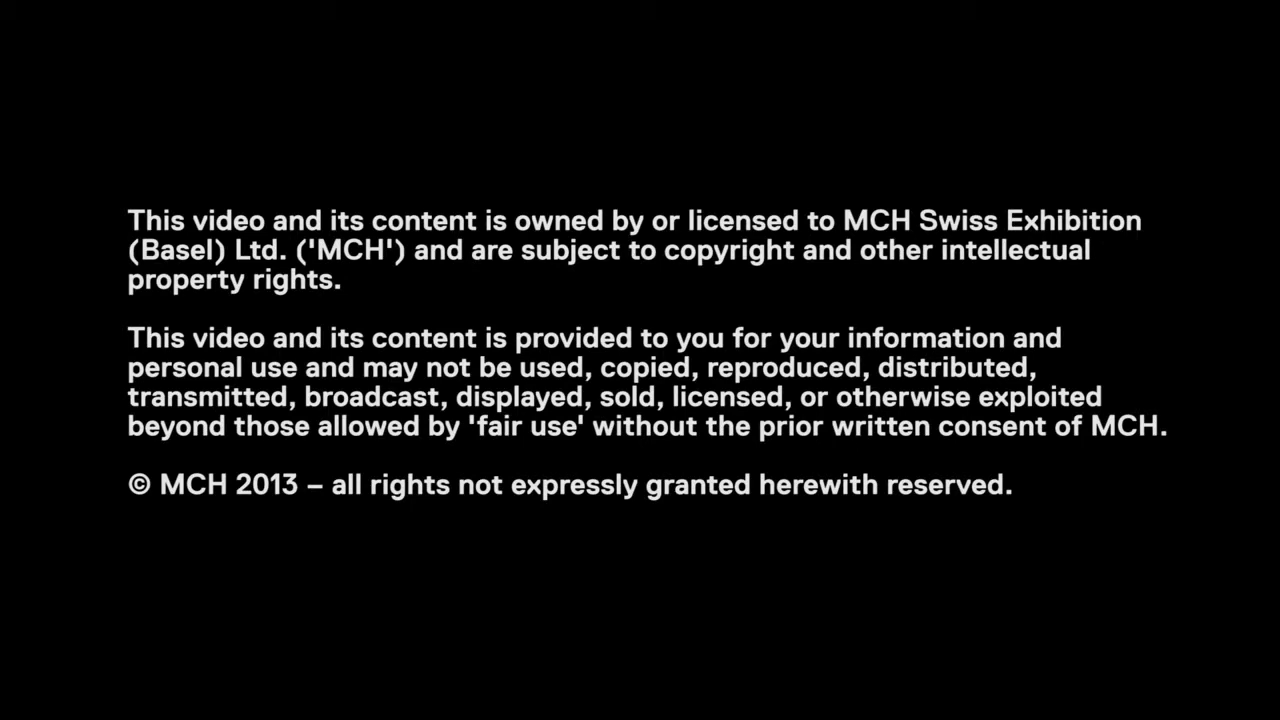 This video and its content is owned by or licensed to MCH Swiss Exhibition
(Basel) Ltd. ('MCH') and are subject to copyright and other intellectual
property rights.
This video and its content is provided to you for your information and
personal use and may not be used, copied, reproduced, distributed,
transmitted, broadcast, displayed, sold, licensed, or otherwise exploited
beyond those allowed by 'fair use' without the prior written consent of MCH.
© MCH 2013 – all rights not expressly granted herewith reserved.